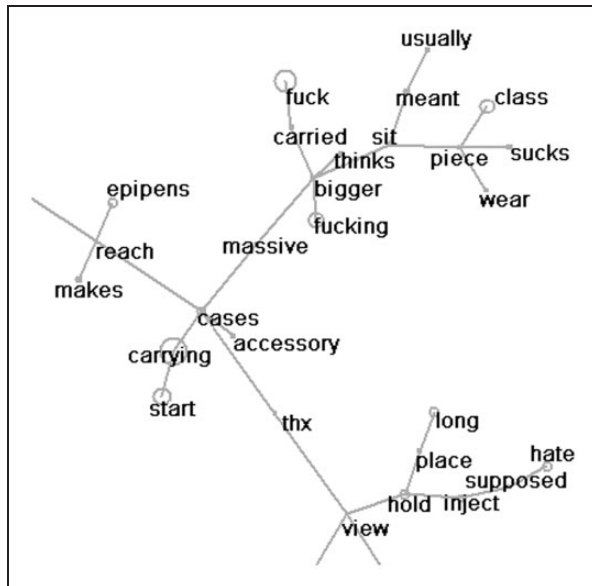 usually
fuck
meant
class
carried
sit
thinks
piece
sucks
bigger
epipens
wear
fucking
reach
massive
makes
cases
carrying
accessory
start
thx
long
place
hate
supposed
hold
inject
view